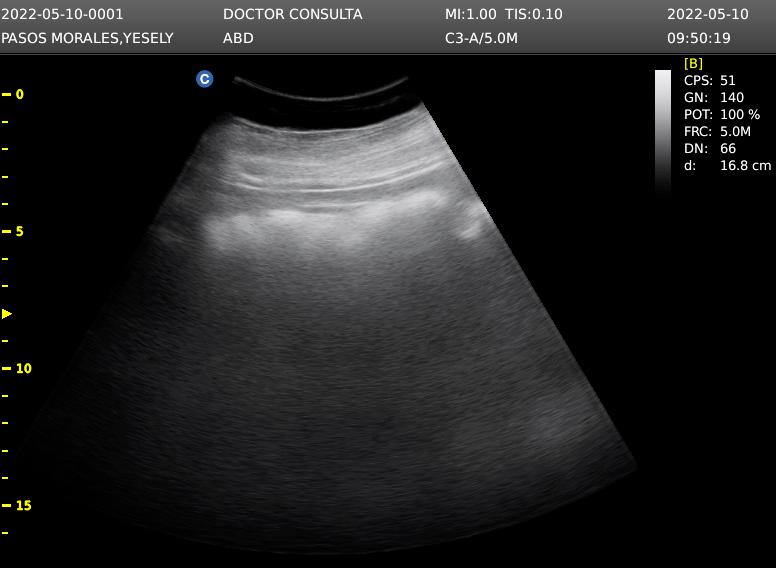 2022-05-10-0001 DOCTOR CONSULTA MI:1.00 TIS:0.10 2022-05-10
PASOS MORALES,YESELY ABD C3-A/5.0M 09:50:19
[B]
CPS: 51
GN: 140
POT: 100 %
FRC: 5.0M
DN: 66
d: 16.8 cm
C
0
5
10
15